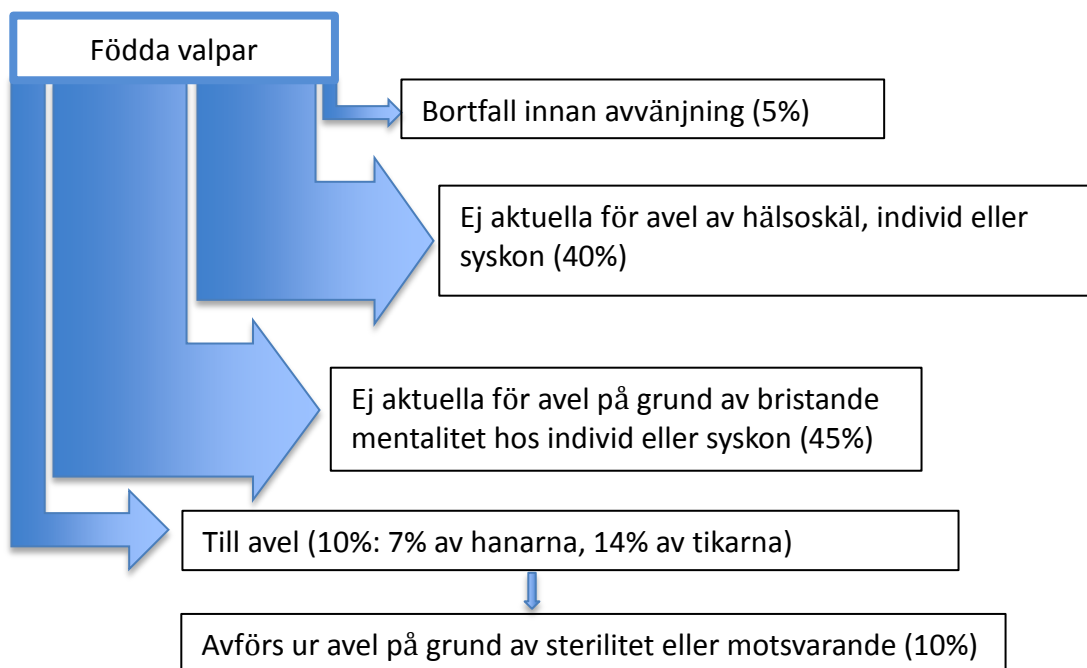 Födda valpar
Bortfall innan avvänjning (5%)
Ej aktuella för avel av hälsoskäl, individ eller
syskon (40%)
Ej aktuella för avel på grund av bristande
mentalitet hos individ eller syskon (45%)
Till avel (10%: 7% av hanarna, 14% av tikarna)
Avförs ur avel på grund av sterilitet eller motsvarande (10%)